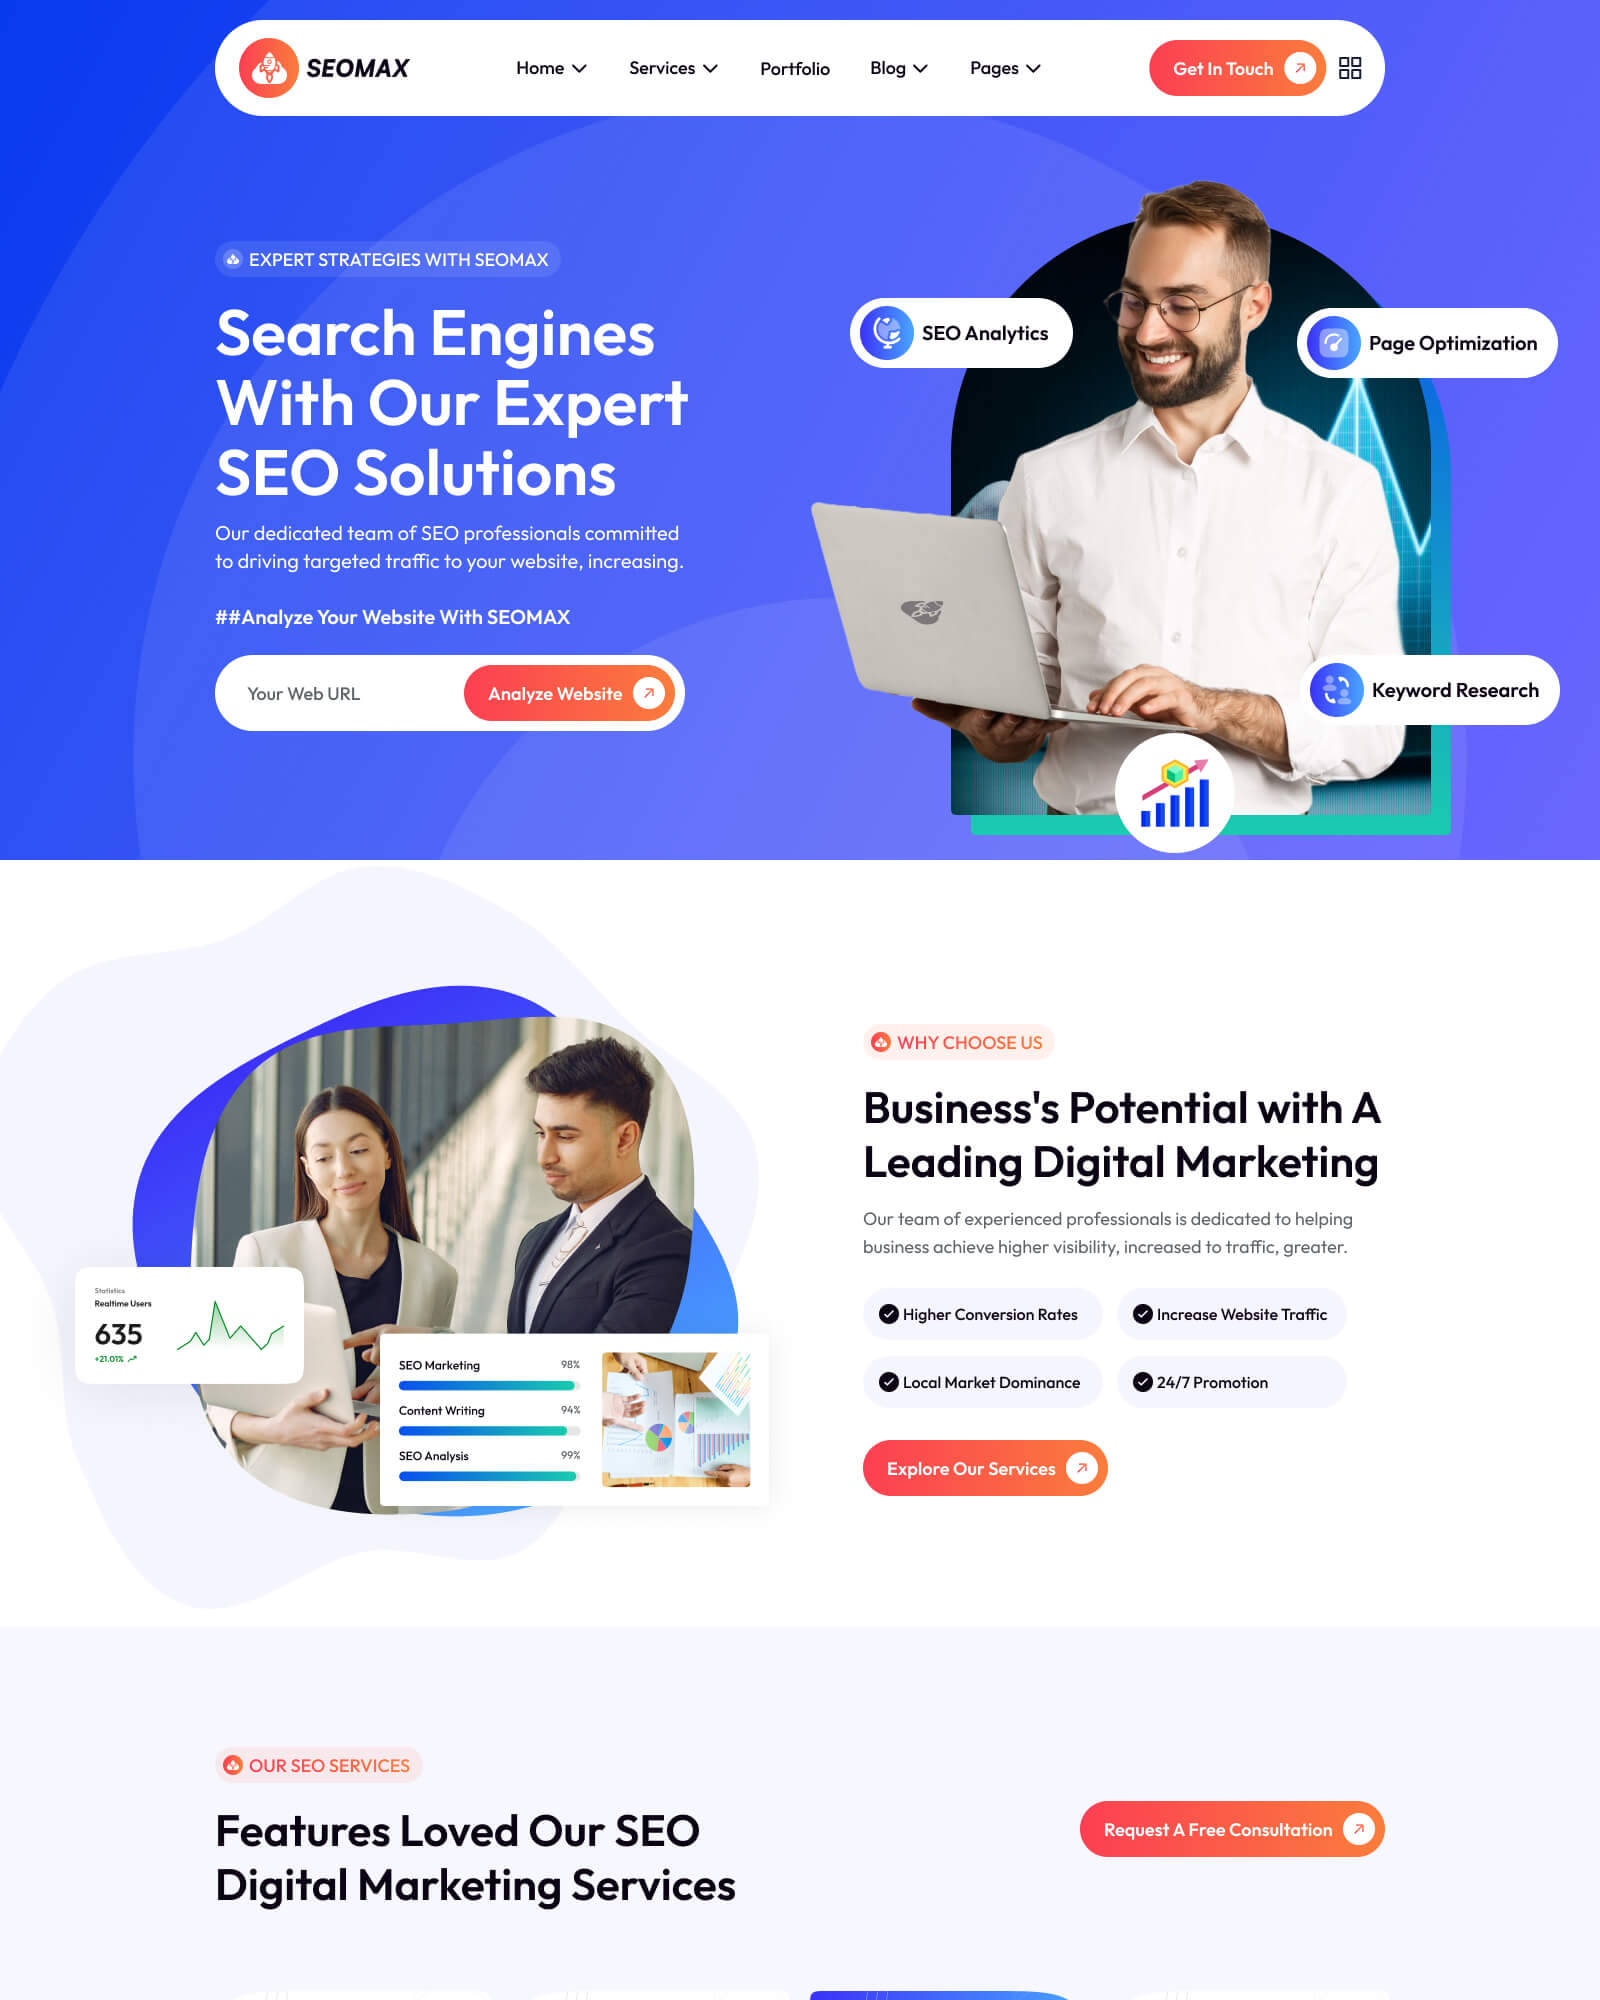 SEOMAX
Home
Services
Portfolio
Blog
Pages
Get In Touch
EXPERT STRATEGIES WITH SEOMAX
Search Engines
With Our Expert
SEO Solutions
Our dedicated team of SEO professionals committed
to driving targeted traffic to your website, increasing.
##Analyze Your Website With SEOMAX
Your Web URL
Analyze Website
SEO Analytics
Page Optimization
Keyword Research
WHY CHOOSE US
Business's Potential with A
Leading Digital Marketing
Our team of experienced professionals is dedicated to helping
business achieve higher visibility, increased to traffic, greater.
Higher Conversion Rates
Increase Website Traffic
Local Market Dominance
24/7 Promotion
Explore Our Services
Statistics
Realtime Users
635
+21.01%
SEO Marketing 98%
Content Writing 94%
SEO Analysis 99%
OUR SEO SERVICES
Features Loved Our SEO
Digital Marketing Services
Request A Free Consultation